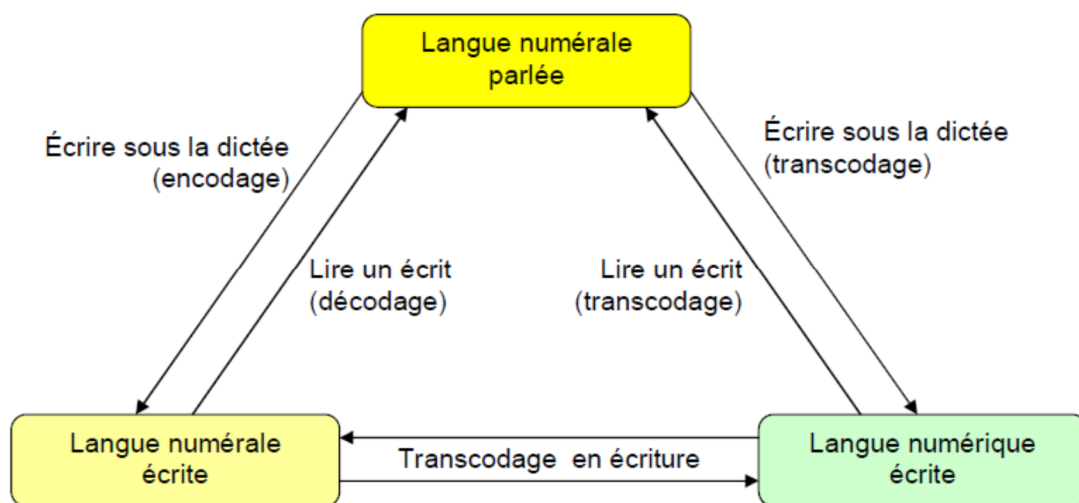 Langue numérale
parlée
Écrire sous la dictée
(encodage)
Écrire sous la dictée
(transcodage)
Lire un écrit
(décodage)
Lire un écrit
(transcodage)
Langue numérale
écrite
Transcodage en écriture
Langue numérique
écrite